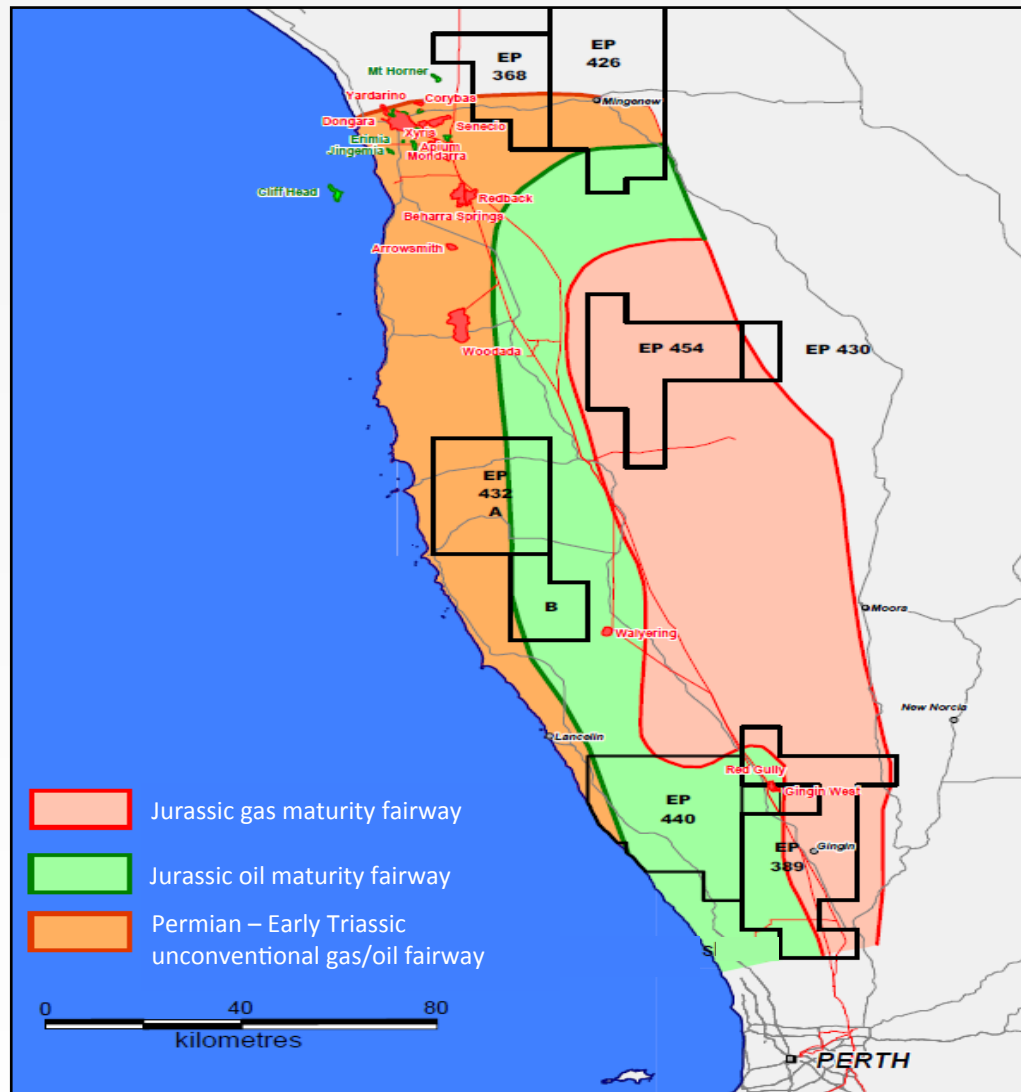 EP
368
EP
426
Mt Horner
Mingenew
Yardarino
Corybas
Dongara
Senecio
Xyris
Erimia
Apium
Jingemia
Mondarra
Cliff Head
Redback
Beharra Springs
Arrowsmith
Woodada
EP 454
EP 430
EP
432
A
B
Walyering
Moora
New Norcia
Lancelin
Red Gully
Gingin West
EP
440
EP
389
Gingin
S
Jurassic gas maturity fairway
Jurassic oil maturity fairway
Permian – Early Triassic
unconventional gas/oil fairway
0 40 80
kilometres
PERTH